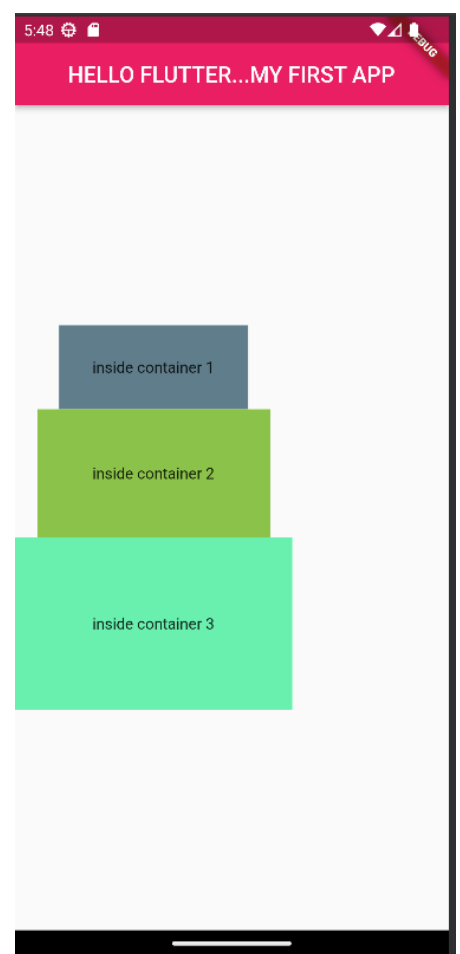 5:48
DEBUG
HELLO FLUTTER...MY FIRST APP
inside container 1
inside container 2
inside container 3